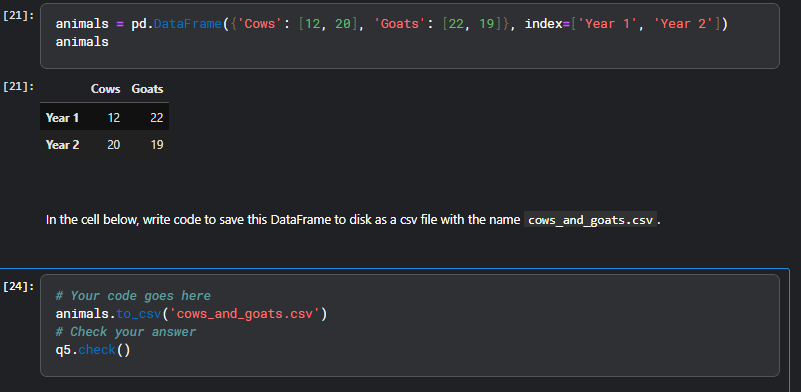 [21]:
animals = pd.DataFrame({'Cows': [12, 20], 'Goats': [22, 19]}, index=['Year 1', 'Year 2'])
animals
[21]:
Cows Goats
Year 1 12 22
Year 2 20 19
In the cell below, write code to save this DataFrame to disk as a csv file with the name cows_and_goats.csv.
[24]:
# Your code goes here
animals.to_csv('cows_and_goats.csv')
# Check your answer
q5.check()